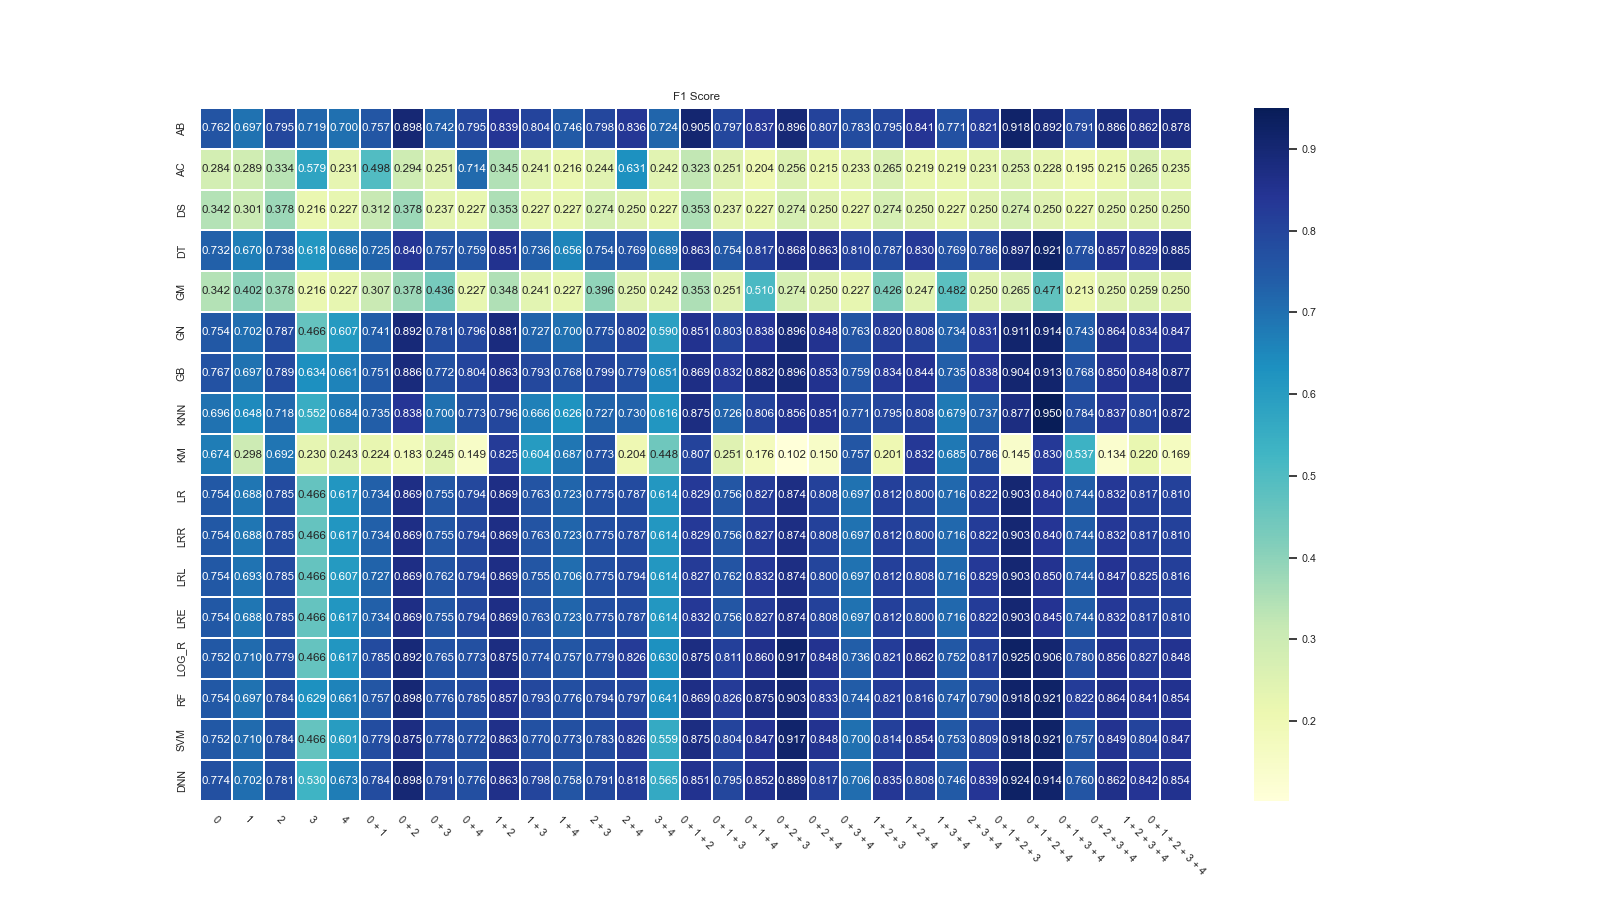 F1 Score
AB 0.762 0.697 0.795 0.719 0.700 0.757 0.898 0.742 0.795 0.839 0.804 0.746 0.798 0.836 0.724 0.905 0.797 0.837 0.896 0.807 0.783 0.795 0.841 0.771 0.821 0.918 0.892 0.791 0.886 0.862 0.878
AC 0.284 0.289 0.334 0.579 0.231 0.498 0.294 0.251 0.714 0.345 0.241 0.216 0.244 0.631 0.242 0.323 0.251 0.204 0.256 0.215 0.233 0.265 0.219 0.219 0.231 0.253 0.228 0.195 0.215 0.265 0.235
DS 0.342 0.301 0.378 0.216 0.227 0.312 0.378 0.237 0.227 0.353 0.227 0.227 0.274 0.250 0.227 0.353 0.237 0.227 0.274 0.250 0.227 0.274 0.250 0.227 0.250 0.274 0.250 0.227 0.250 0.250 0.250
DT 0.732 0.670 0.738 0.618 0.686 0.725 0.840 0.757 0.759 0.851 0.736 0.656 0.754 0.769 0.689 0.863 0.754 0.817 0.868 0.863 0.810 0.787 0.830 0.769 0.786 0.897 0.921 0.778 0.857 0.829 0.885
GM 0.342 0.402 0.378 0.216 0.227 0.307 0.378 0.436 0.227 0.348 0.241 0.227 0.396 0.250 0.242 0.353 0.251 0.510 0.274 0.250 0.227 0.426 0.247 0.482 0.250 0.265 0.471 0.213 0.250 0.259 0.250
GN 0.754 0.702 0.787 0.466 0.607 0.741 0.892 0.781 0.796 0.881 0.727 0.700 0.775 0.802 0.590 0.851 0.803 0.838 0.896 0.848 0.763 0.820 0.808 0.734 0.831 0.911 0.914 0.743 0.864 0.834 0.847
GB 0.767 0.697 0.789 0.634 0.661 0.751 0.886 0.772 0.804 0.863 0.793 0.768 0.799 0.779 0.651 0.869 0.832 0.882 0.896 0.853 0.759 0.834 0.844 0.735 0.838 0.904 0.913 0.768 0.850 0.848 0.877
KNN 0.696 0.648 0.718 0.552 0.684 0.735 0.838 0.700 0.773 0.796 0.666 0.626 0.727 0.730 0.616 0.875 0.726 0.806 0.856 0.851 0.771 0.795 0.808 0.679 0.737 0.877 0.950 0.784 0.837 0.801 0.872
KM 0.674 0.298 0.692 0.230 0.243 0.224 0.183 0.245 0.149 0.825 0.604 0.687 0.773 0.204 0.448 0.807 0.251 0.176 0.102 0.150 0.757 0.201 0.832 0.685 0.786 0.145 0.830 0.537 0.134 0.220 0.169
LR 0.754 0.688 0.785 0.466 0.617 0.734 0.869 0.755 0.794 0.869 0.763 0.723 0.775 0.787 0.614 0.829 0.756 0.827 0.874 0.808 0.697 0.812 0.800 0.716 0.822 0.903 0.840 0.744 0.832 0.817 0.810
LRR 0.754 0.688 0.785 0.466 0.617 0.734 0.869 0.755 0.794 0.869 0.763 0.723 0.775 0.787 0.614 0.829 0.756 0.827 0.874 0.808 0.697 0.812 0.800 0.716 0.822 0.903 0.840 0.744 0.832 0.817 0.810
LRL 0.754 0.693 0.785 0.466 0.607 0.727 0.869 0.762 0.794 0.869 0.755 0.706 0.775 0.794 0.614 0.827 0.762 0.832 0.874 0.800 0.697 0.812 0.808 0.716 0.829 0.903 0.850 0.744 0.847 0.825 0.816
LRE 0.754 0.688 0.785 0.466 0.617 0.734 0.869 0.755 0.794 0.869 0.763 0.723 0.775 0.787 0.614 0.832 0.756 0.827 0.874 0.808 0.697 0.812 0.800 0.716 0.822 0.903 0.845 0.744 0.832 0.817 0.810
LOG_R 0.752 0.710 0.779 0.466 0.617 0.785 0.892 0.765 0.773 0.875 0.774 0.757 0.779 0.826 0.630 0.875 0.811 0.860 0.917 0.848 0.736 0.821 0.862 0.752 0.817 0.925 0.906 0.780 0.856 0.827 0.848
RF 0.754 0.697 0.784 0.629 0.661 0.757 0.898 0.776 0.785 0.857 0.793 0.776 0.794 0.797 0.641 0.869 0.826 0.875 0.903 0.833 0.744 0.821 0.816 0.747 0.790 0.918 0.921 0.822 0.864 0.841 0.854
SVM 0.752 0.710 0.784 0.466 0.601 0.779 0.875 0.778 0.772 0.863 0.770 0.773 0.783 0.826 0.559 0.875 0.804 0.847 0.917 0.848 0.700 0.814 0.854 0.753 0.809 0.918 0.921 0.757 0.849 0.804 0.847
DNN 0.774 0.702 0.781 0.530 0.673 0.784 0.898 0.791 0.776 0.863 0.798 0.758 0.791 0.818 0.565 0.851 0.795 0.852 0.889 0.817 0.706 0.835 0.808 0.746 0.839 0.924 0.914 0.760 0.862 0.842 0.854
0
1
2
3
4
0 + 1
0 + 2
0 + 3
0 + 4
1 + 2
1 + 3
1 + 4
2 + 3
2 + 4
3 + 4
0 + 1 + 2
0 + 1 + 3
0 + 1 + 4
0 + 2 + 3
0 + 2 + 4
0 + 3 + 4
1 + 2 + 3
1 + 2 + 4
1 + 3 + 4
2 + 3 + 4
0 + 1 + 2 + 3
0 + 1 + 2 + 4
0 + 1 + 3 + 4
0 + 2 + 3 + 4
1 + 2 + 3 + 4
0 + 1 + 2 + 3 + 4
0.9
0.8
0.7
0.6
0.5
0.4
0.3
0.2